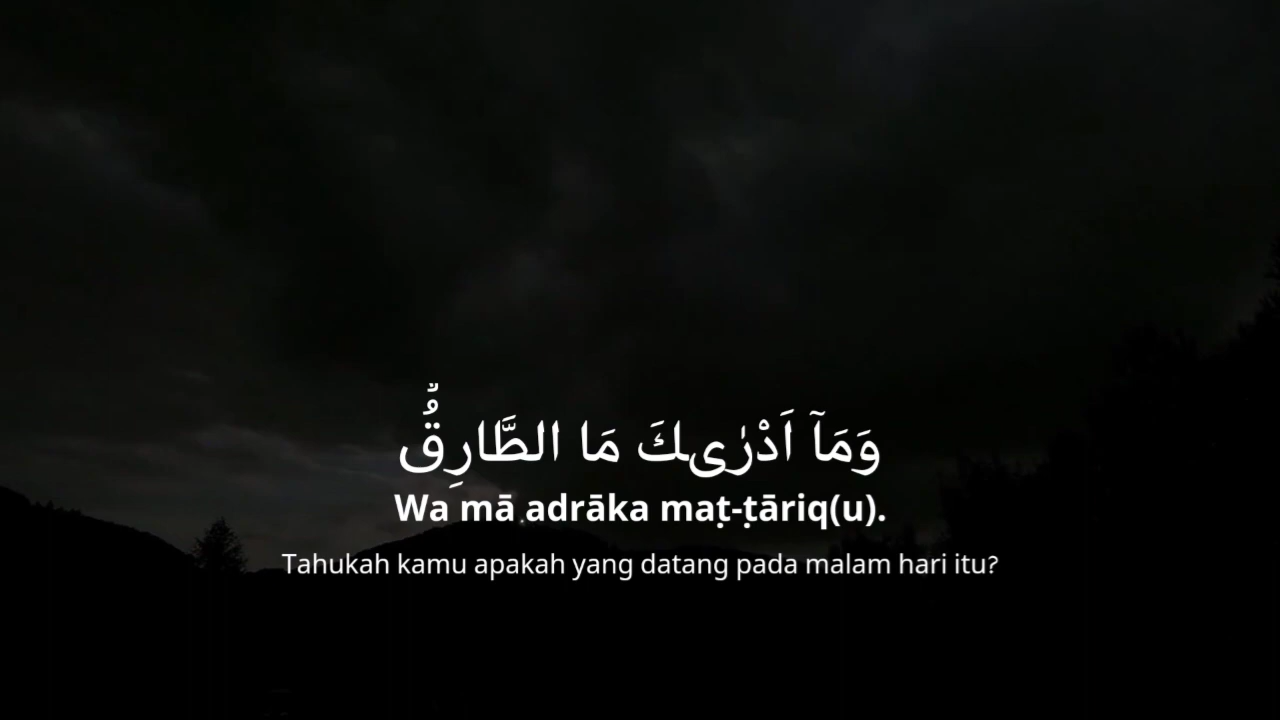 وَمَآ اَدْرٰىكَ مَا الطَّارِقُۙ
Wa mā adrāka maṭ-ṭāriq(u).
Tahukah kamu apakah yang datang pada malam hari itu?